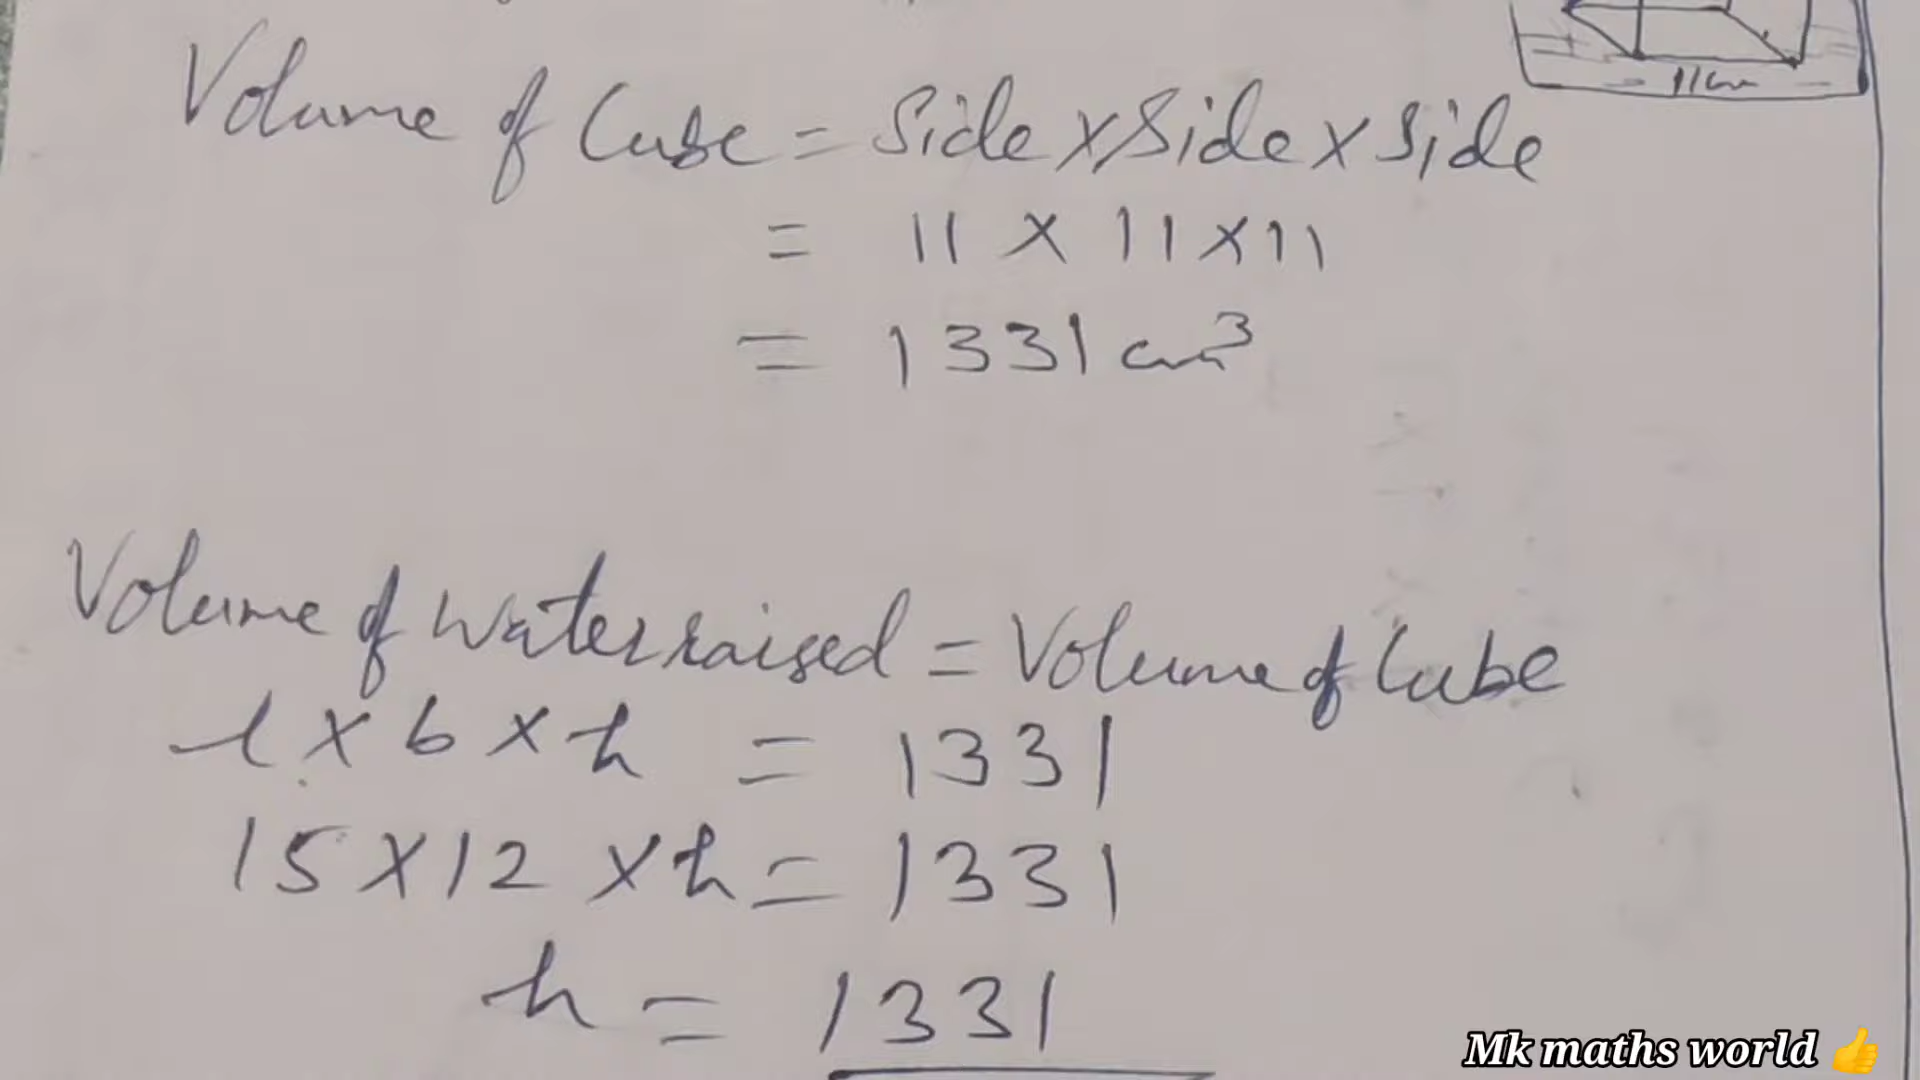 11cm
Volume of Cube = Side x Side x Side
= 11 x 11 x 11
= 1331 cm³
Volume of water raised = Volume of Cube
l x b x h = 1331
15 x 12 x h = 1331
h = 1331
Mk maths world 👍